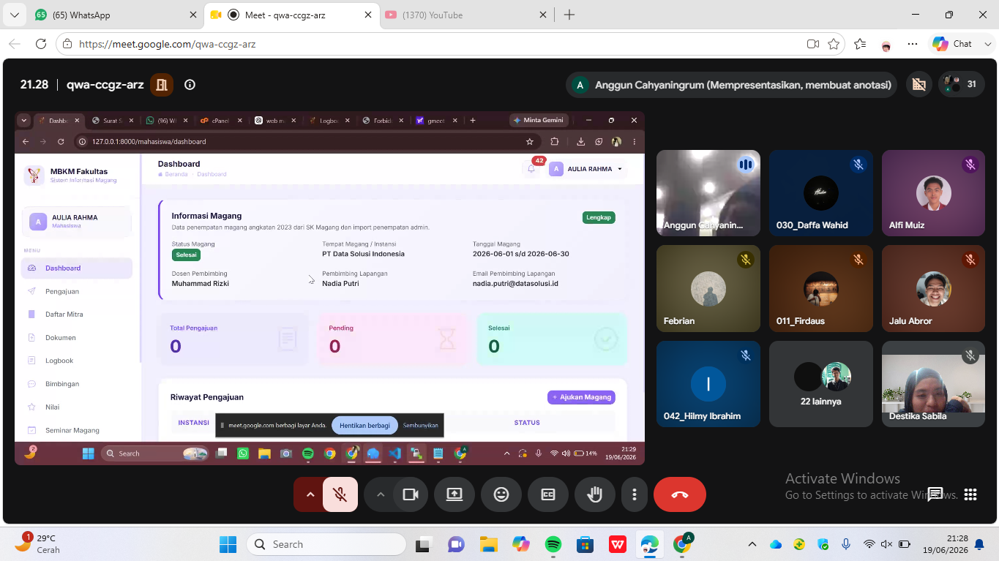 (65) WhatsApp
Meet - qwa-ccgz-arz
(1370) YouTube
https://meet.google.com/qwa-ccgz-arz
Chat
21.28
qwa-ccgz-arz
A
Anggun Cahyaningrum (Mempresentasikan, membuat anotasi)
31
Dashb
Surat S
(96) W
cPanel
web m
Logbo
Forbid
gmeet
Minta Gemini
127.0.0.1:8000/mahasiswa/dashboard
MBKM Fakultas
Sistem Informasi Magang
Dashboard
Beranda
Dashboard
42
A
AULIA RAHMA
A
AULIA RAHMA
Mahasiswa
MENU
Dashboard
Pengajuan
Daftar Mitra
Dokumen
Logbook
Bimbingan
Nilai
Seminar Magang
Informasi Magang
Lengkap
Data penempatan magang angkatan 2023 dari SK Magang dan import penempatan admin.
Status Magang
Tempat Magang / Instansi
Tanggal Magang
Selesai
PT Data Solusi Indonesia
2026-06-01 s/d 2026-06-30
Dosen Pembimbing
Pembimbing Lapangan
Email Pembimbing Lapangan
Muhammad Rizki
Nadia Putri
nadia.putri@datasolusi.id
Total Pengajuan
0
Pending
0
Selesai
0
Riwayat Pengajuan
+ Ajukan Magang
INSTANSI
STATUS
meet.google.com berbagi layar Anda.
Hentikan berbagi
Sembunyikan
2
Search
14%
21:29
19/06/2026
Anggun Cahyanin...
030_Daffa Wahid
Alfi Muiz
Febrian
011_Firdaus
Jalu Abror
I
042_Hilmy Ibrahim
22 lainnya
Destika Sabila
Activate Windows
Go to Settings to activate Windows.
1
29°C
Cerah
Search
A
21:28
19/06/2026